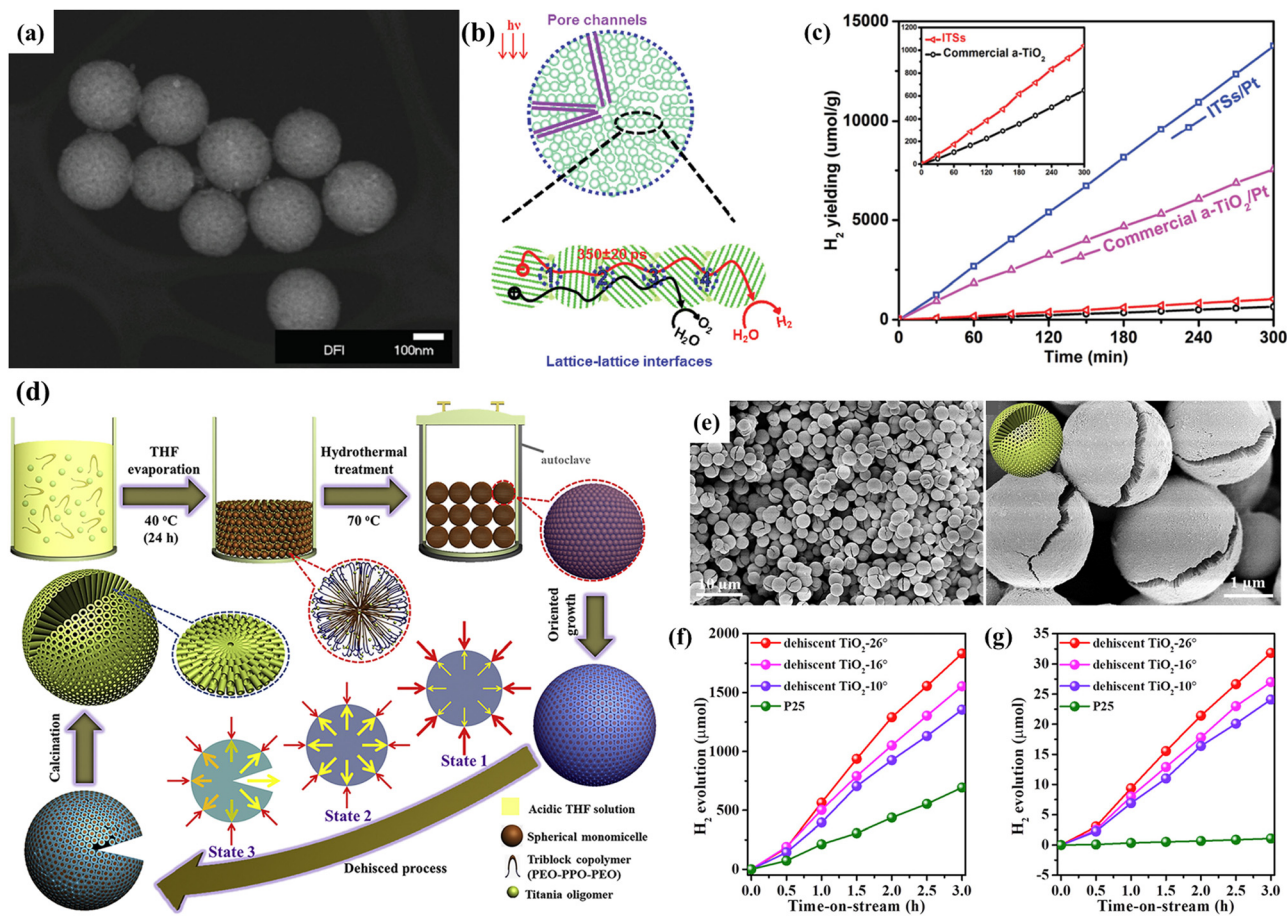 (a)
DFI
100nm
(b)
hν
Pore channels
350±20 ps
O2
H2O
H2O
H2
Lattice-lattice interfaces
(c)
H2 yielding (umol/g)
15000
10000
5000
0
0 60 120 180 240 300
Time (min)
ITSs
Commercial a-TiO2
1200
1000
800
600
400
200
0
0 60 120 180 240 300
ITSs/Pt
Commercial a-TiO2/Pt
(d)
THF
evaporation
40 °C
(24 h)
Hydrothermal
treatment
70 °C
autoclave
Oriented
growth
State 1
State 2
State 3
Dehisced process
Calcination
Acidic THF solution
Spherical monomicelle
Triblock copolymer
(PEO-PPO-PEO)
Titania oligomer
(e)
10 μm
1 μm
(f)
H2 evolution (μmol)
2000
1500
1000
500
0
0.0 0.5 1.0 1.5 2.0 2.5 3.0
Time-on-stream (h)
dehiscent TiO2-26°
dehiscent TiO2-16°
dehiscent TiO2-10°
P25
(g)
H2 evolution (μmol)
35
30
25
20
15
10
5
0
-5
0.0 0.5 1.0 1.5 2.0 2.5 3.0
Time-on-stream (h)
dehiscent TiO2-26°
dehiscent TiO2-16°
dehiscent TiO2-10°
P25